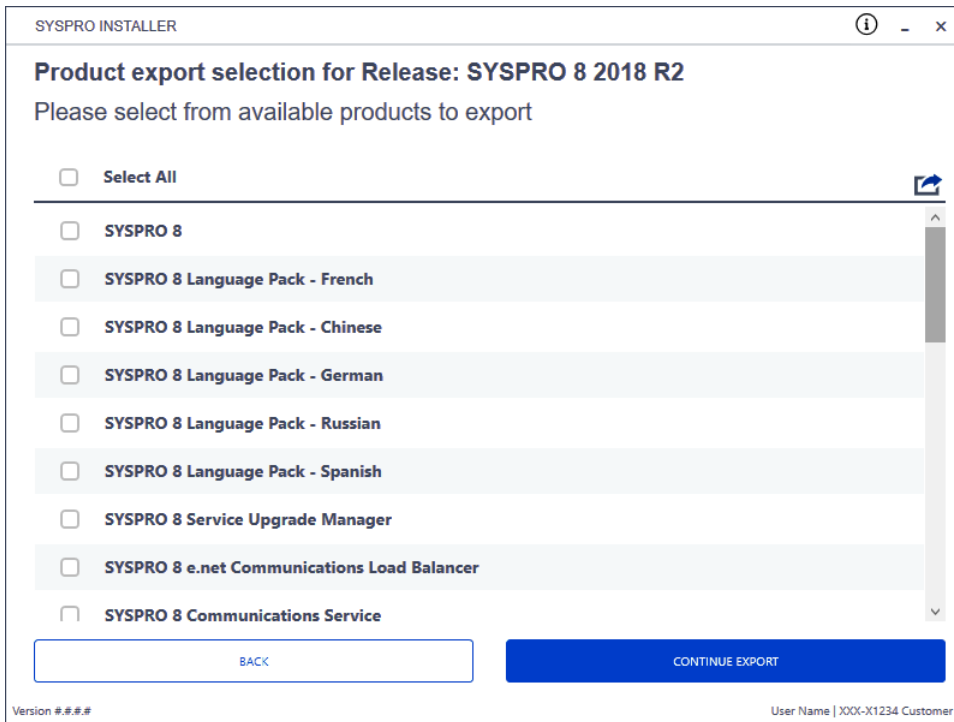 SYSPRO INSTALLER
Product export selection for Release: SYSPRO 8 2018 R2
Please select from available products to export
Select All
SYSPRO 8
SYSPRO 8 Language Pack - French
SYSPRO 8 Language Pack - Chinese
SYSPRO 8 Language Pack - German
SYSPRO 8 Language Pack - Russian
SYSPRO 8 Language Pack - Spanish
SYSPRO 8 Service Upgrade Manager
SYSPRO 8 e.net Communications Load Balancer
SYSPRO 8 Communications Service
BACK CONTINUE EXPORT
Version #.#.#.# User Name | XXX-X1234 Customer